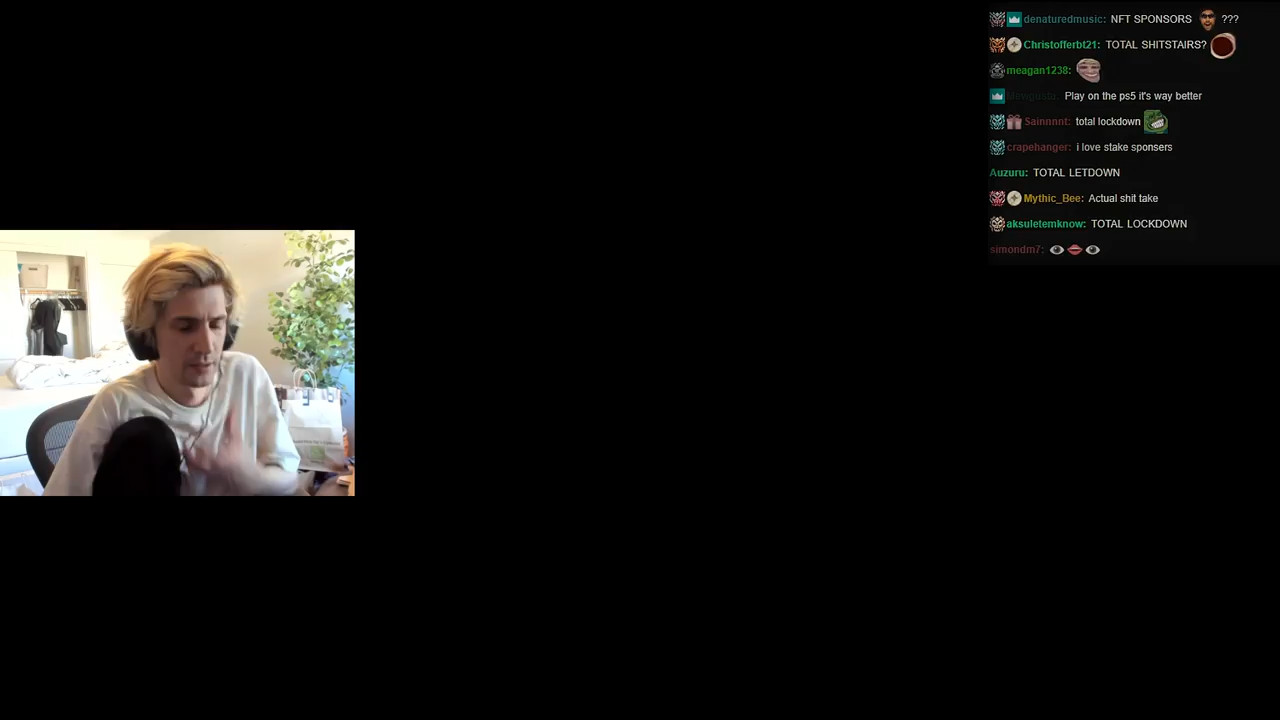 denaturedmusic: NFT SPONSORS ???
Christofferbt21: TOTAL SHITSTAIRS?
meagan1238:
Play on the ps5 it's way better
Sainnnnt: total lockdown
crapehanger: i love stake sponsers
Auzuru: TOTAL LETDOWN
Mythic_Bee: Actual shit take
aksuletemknow: TOTAL LOCKDOWN
simondrn7: 👁👄👁